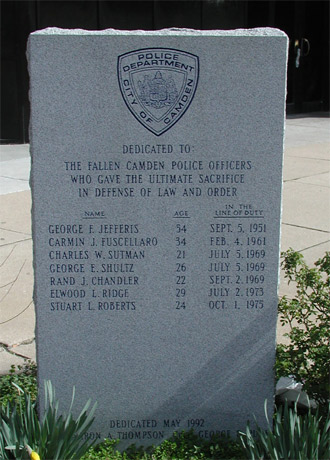 POLICE
DEPARTMENT
CITY OF CAMDEN
DEDICATED TO:
THE FALLEN CAMDEN POLICE OFFICERS
WHO GAVE THE ULTIMATE SACRIFICE
IN DEFENSE OF LAW AND ORDER
NAME AGE IN THE LINE OF DUTY
GEORGE F. JEFFERIS 54 SEPT. 5, 1951
CARMIN J. FUSCELLARO 34 FEB. 4, 1961
CHARLES W. SUTMAN 21 JULY 5, 1969
GEORGE E. SHULTZ 26 JULY 5, 1969
RAND J. CHANDLER 22 SEPT. 2, 1969
ELWOOD L. RIDGE 29 JULY 2, 1973
STUART L. ROBERTS 24 OCT. 1, 1975
DEDICATED MAY 1992
A. THOMPSON GEORGE